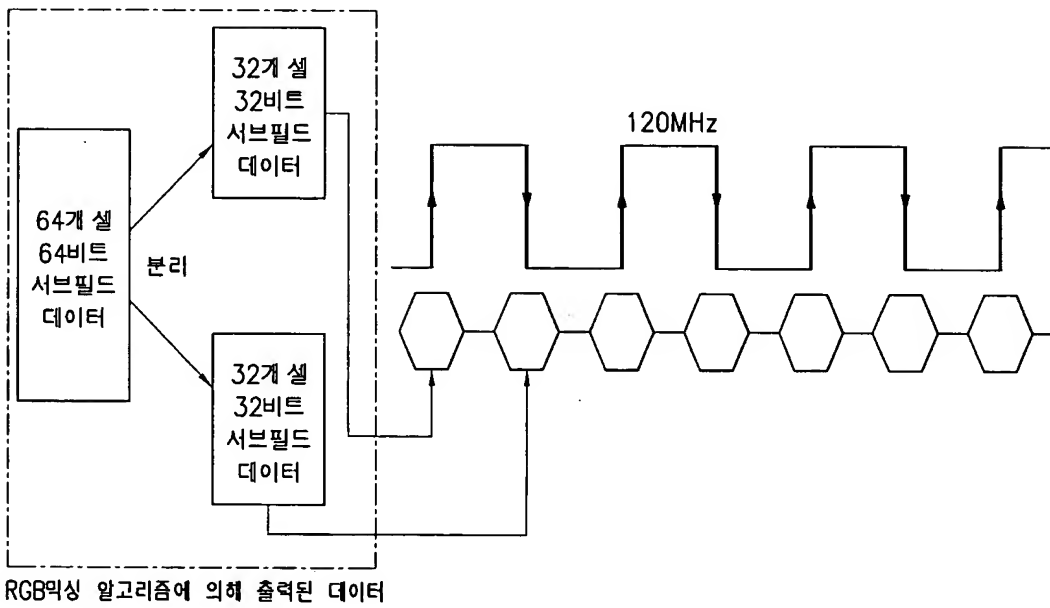 64개 셀
64비트
서브필드
데이터
분리
32개 셀
32비트
서브필드
데이터
32개 셀
32비트
서브필드
데이터
120MHz
RGB믹싱 알고리즘에 의해 출력된 데이터